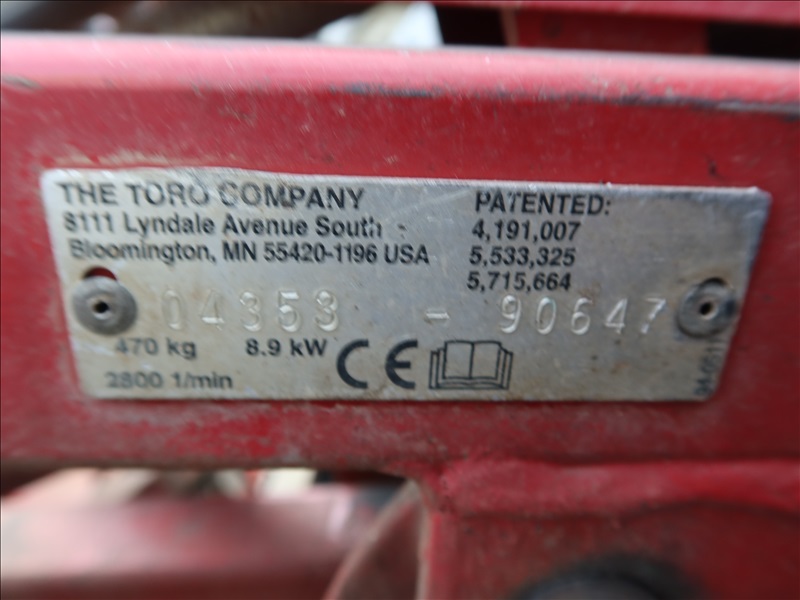 THE TORO COMPANY
8111 Lyndale Avenue South
Bloomington, MN 55420-1196 USA
PATENTED:
4,191,007
5,533,325
5,715,664
04353 - 90647
470 kg 8.9 kW CE
2800 1/min